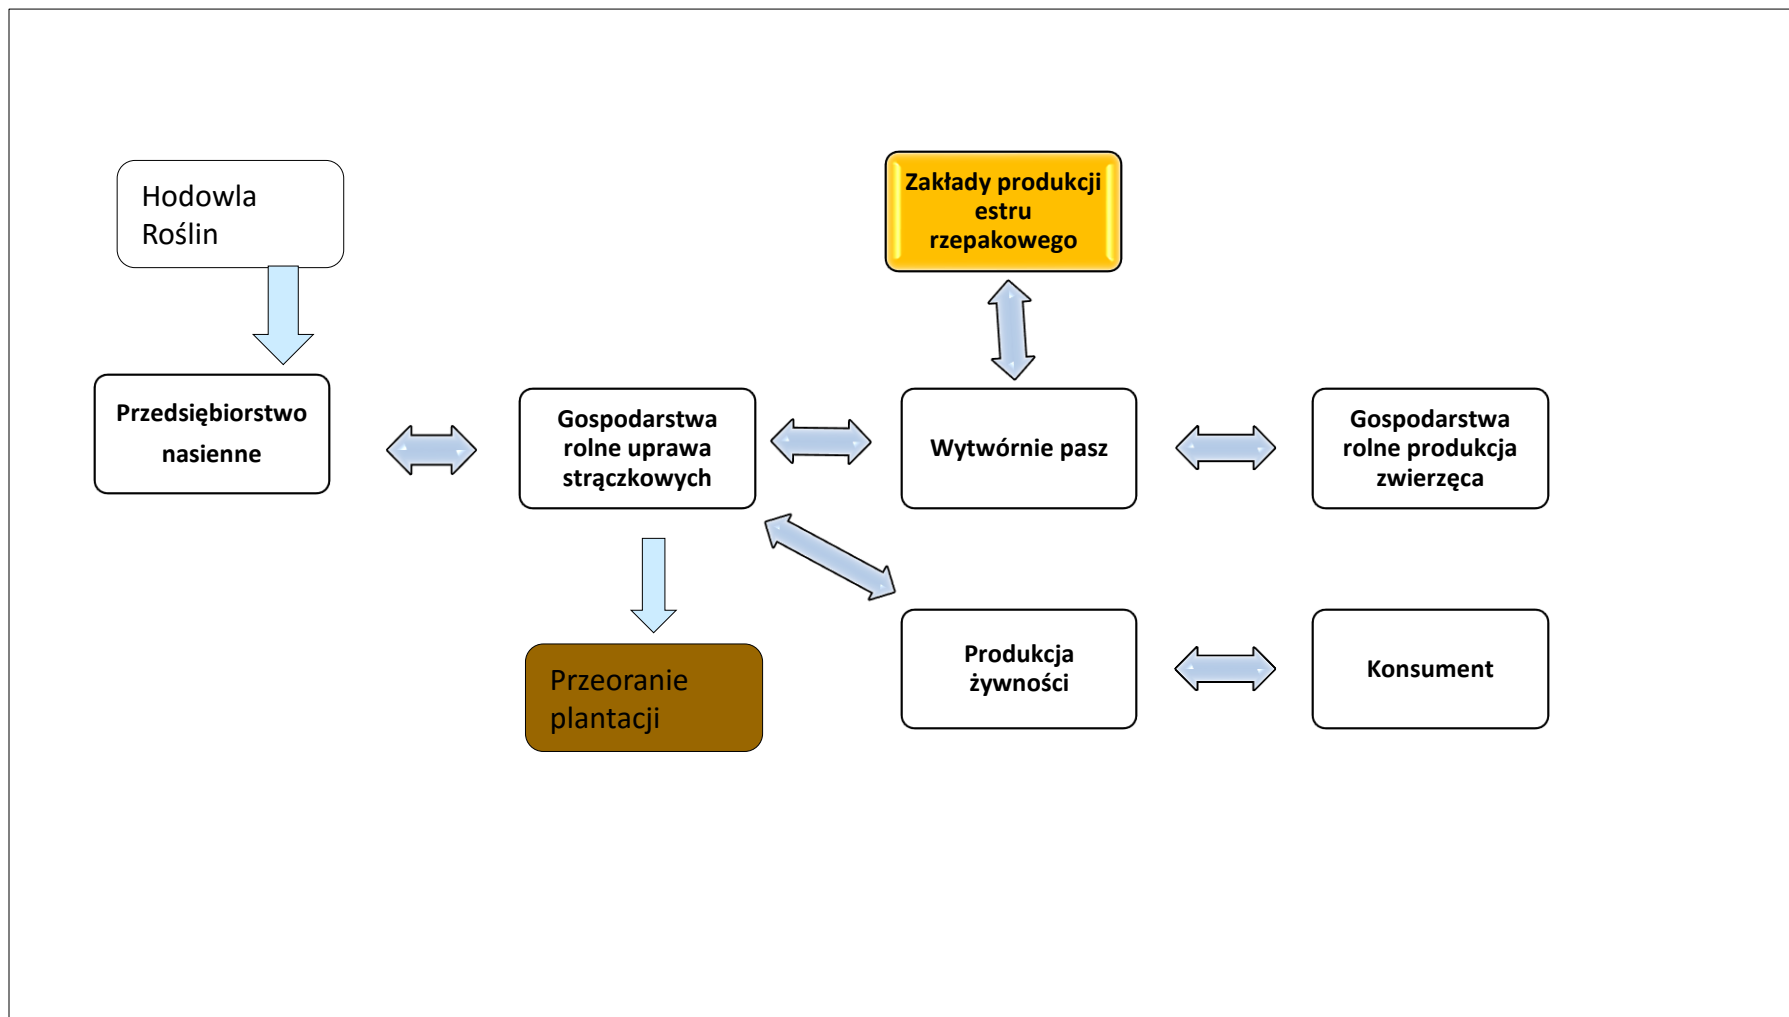 Hodowla
Roślin
Zakłady produkcji
estru
rzepakowego
Przedsiębiorstwo
nasienne
Gospodarstwa
rolne uprawa
strączkowych
Wytwórnie pasz
Gospodarstwa
rolne produkcja
zwierzęca
Przeoranie
plantacji
Produkcja
żywności
Konsument